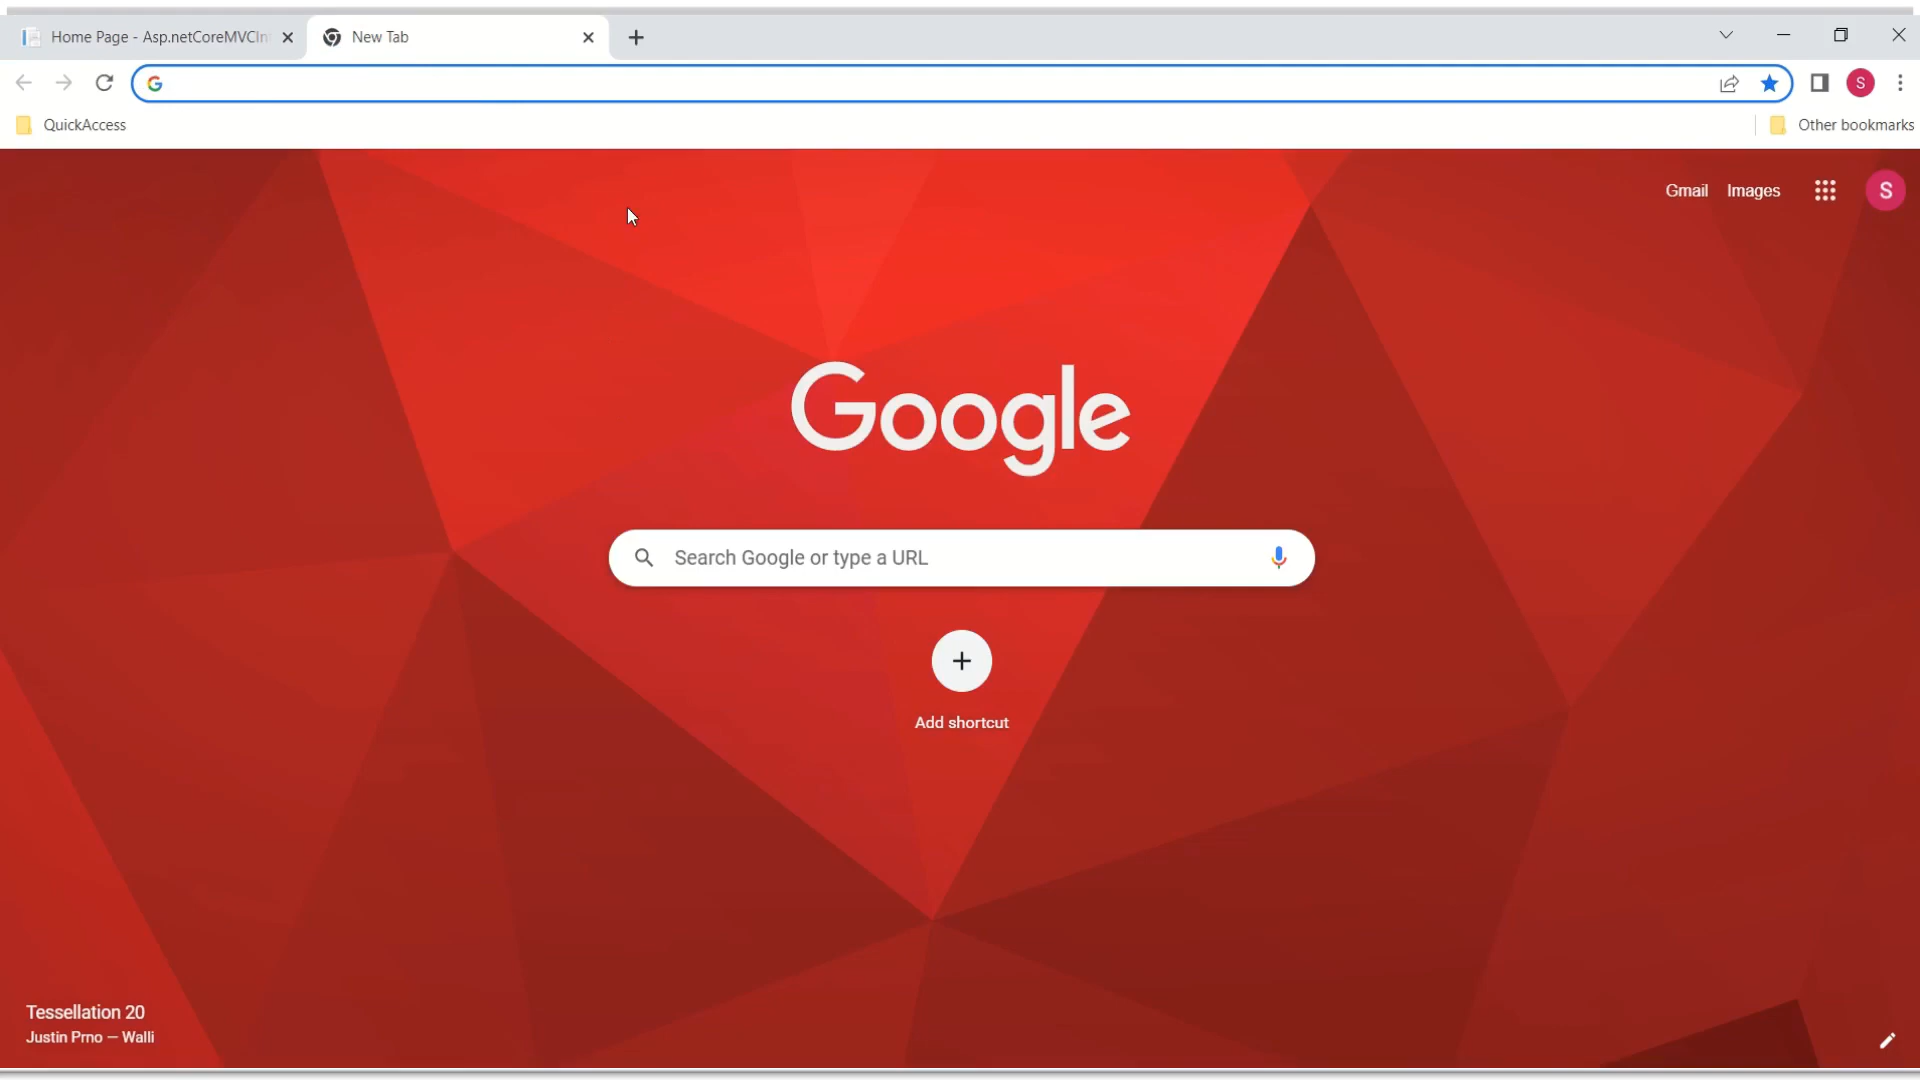 Home Page - Asp.netCoreMVCIn
New Tab
S
QuickAccess
Other bookmarks
Gmail
Images
S
Google
Search Google or type a URL
Add shortcut
Tessellation 20
Justin Prno — Walli